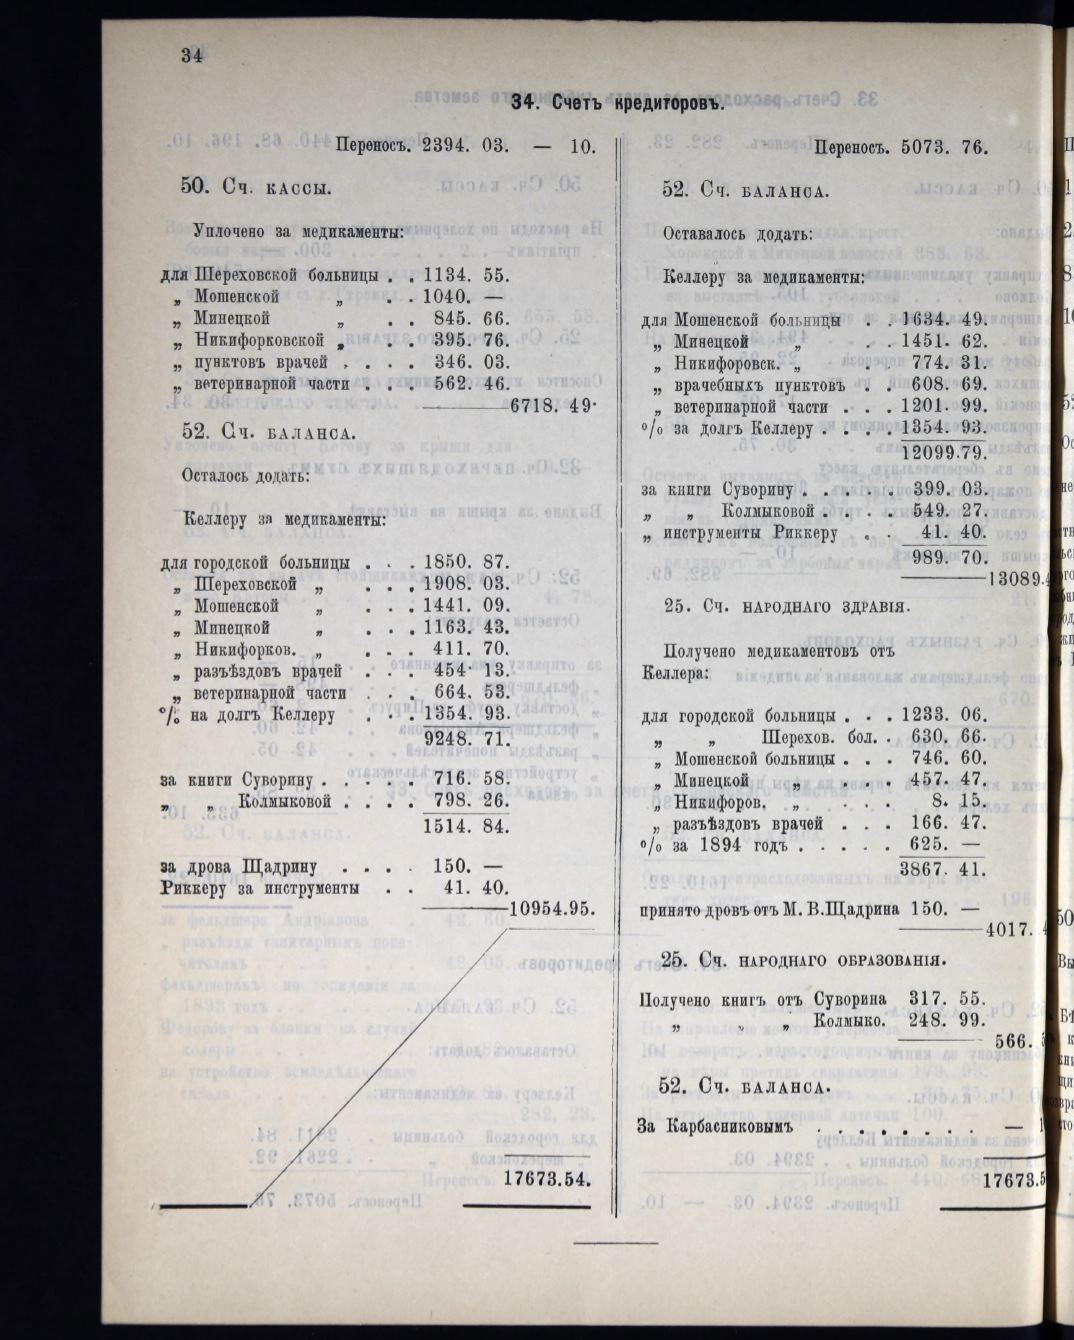 34
34. Счетъ кредиторовъ.
Переносъ. 2394. 03. — 10.
50. Сч. кассы.
Уплочено за медикаменты:
для Шереховской больницы . . 1134. 55.
„ Мошенской „ . . 1040. —
„ Минецкой „ . . 845. 66.
„ Никифорковской „ . . 395. 76.
„ пунктовъ врачей . . . . 346. 03.
„ ветеринарной части . . . 562. 46.
6718. 49.
52. Сч. баланса.
Осталось додать:
Келлеру за медикаменты:
для городской больницы . . . 1850. 87.
„ Шереховской „ . . . 1908. 03.
„ Мошенской „ . . . 1441. 09.
„ Минецкой „ . . . 1163. 43.
„ Никифорков. „ . . . 411. 70.
„ разъѣздовъ врачей . . . 454. 13.
„ ветеринарной части . . . 664. 53.
% на долгъ Келлеру . . . 1354. 93.
9248. 71.
за книги Суворину . . . . . 716. 58.
„ „ Колмыковой . . . . 798. 26.
1514. 84.
за дрова Щадрину . . . . 150. —
Риккеру за инструменты . . 41. 40.
10954.95.
17673.54.
Переносъ. 5073. 76.
52. Сч. баланса.
Оставалось додать:
Келлеру за медикаменты:
для Мошенской больницы . . 1634. 49.
„ Минецкой „ . . 1451. 62.
„ Никифоровск. „ . . 774. 31.
„ врачебныхъ пунктовъ . . 608. 69.
„ ветеринарной части . . . 1201. 99.
% за долгъ Келлеру . . . . 1354. 93.
12099.79.
за книги Суворину . . . . . 399. 03.
„ „ Колмыковой . . . . 549. 27.
„ инструменты Риккеру . . 41. 40.
989. 70.
13089.
25. Сч. народнаго здравія.
Получено медикаментовъ отъ
Келлера:
для городской больницы . . . 1233. 06.
„ „ Шерехов. бол. . 630. 66.
„ Мошенской больницы . . . 746. 60.
„ Минецкой „ . . . . 457. 47.
„ Никифоров. „ . . . . 8. 15.
„ разъѣздовъ врачей . . . 166. 47.
% за 1894 годъ . . . . . 625. —
3867. 41.
принято дровъ отъ М. В. Щадрина 150. —
4017.
25. Сч. народнаго образованія.
Получено книгъ отъ Суворина 317. 55.
„ „ „ Колмыко. 248. 99.
566.
52. Сч. баланса.
За Карбасниковымъ . . . . . . . . —
17673.5